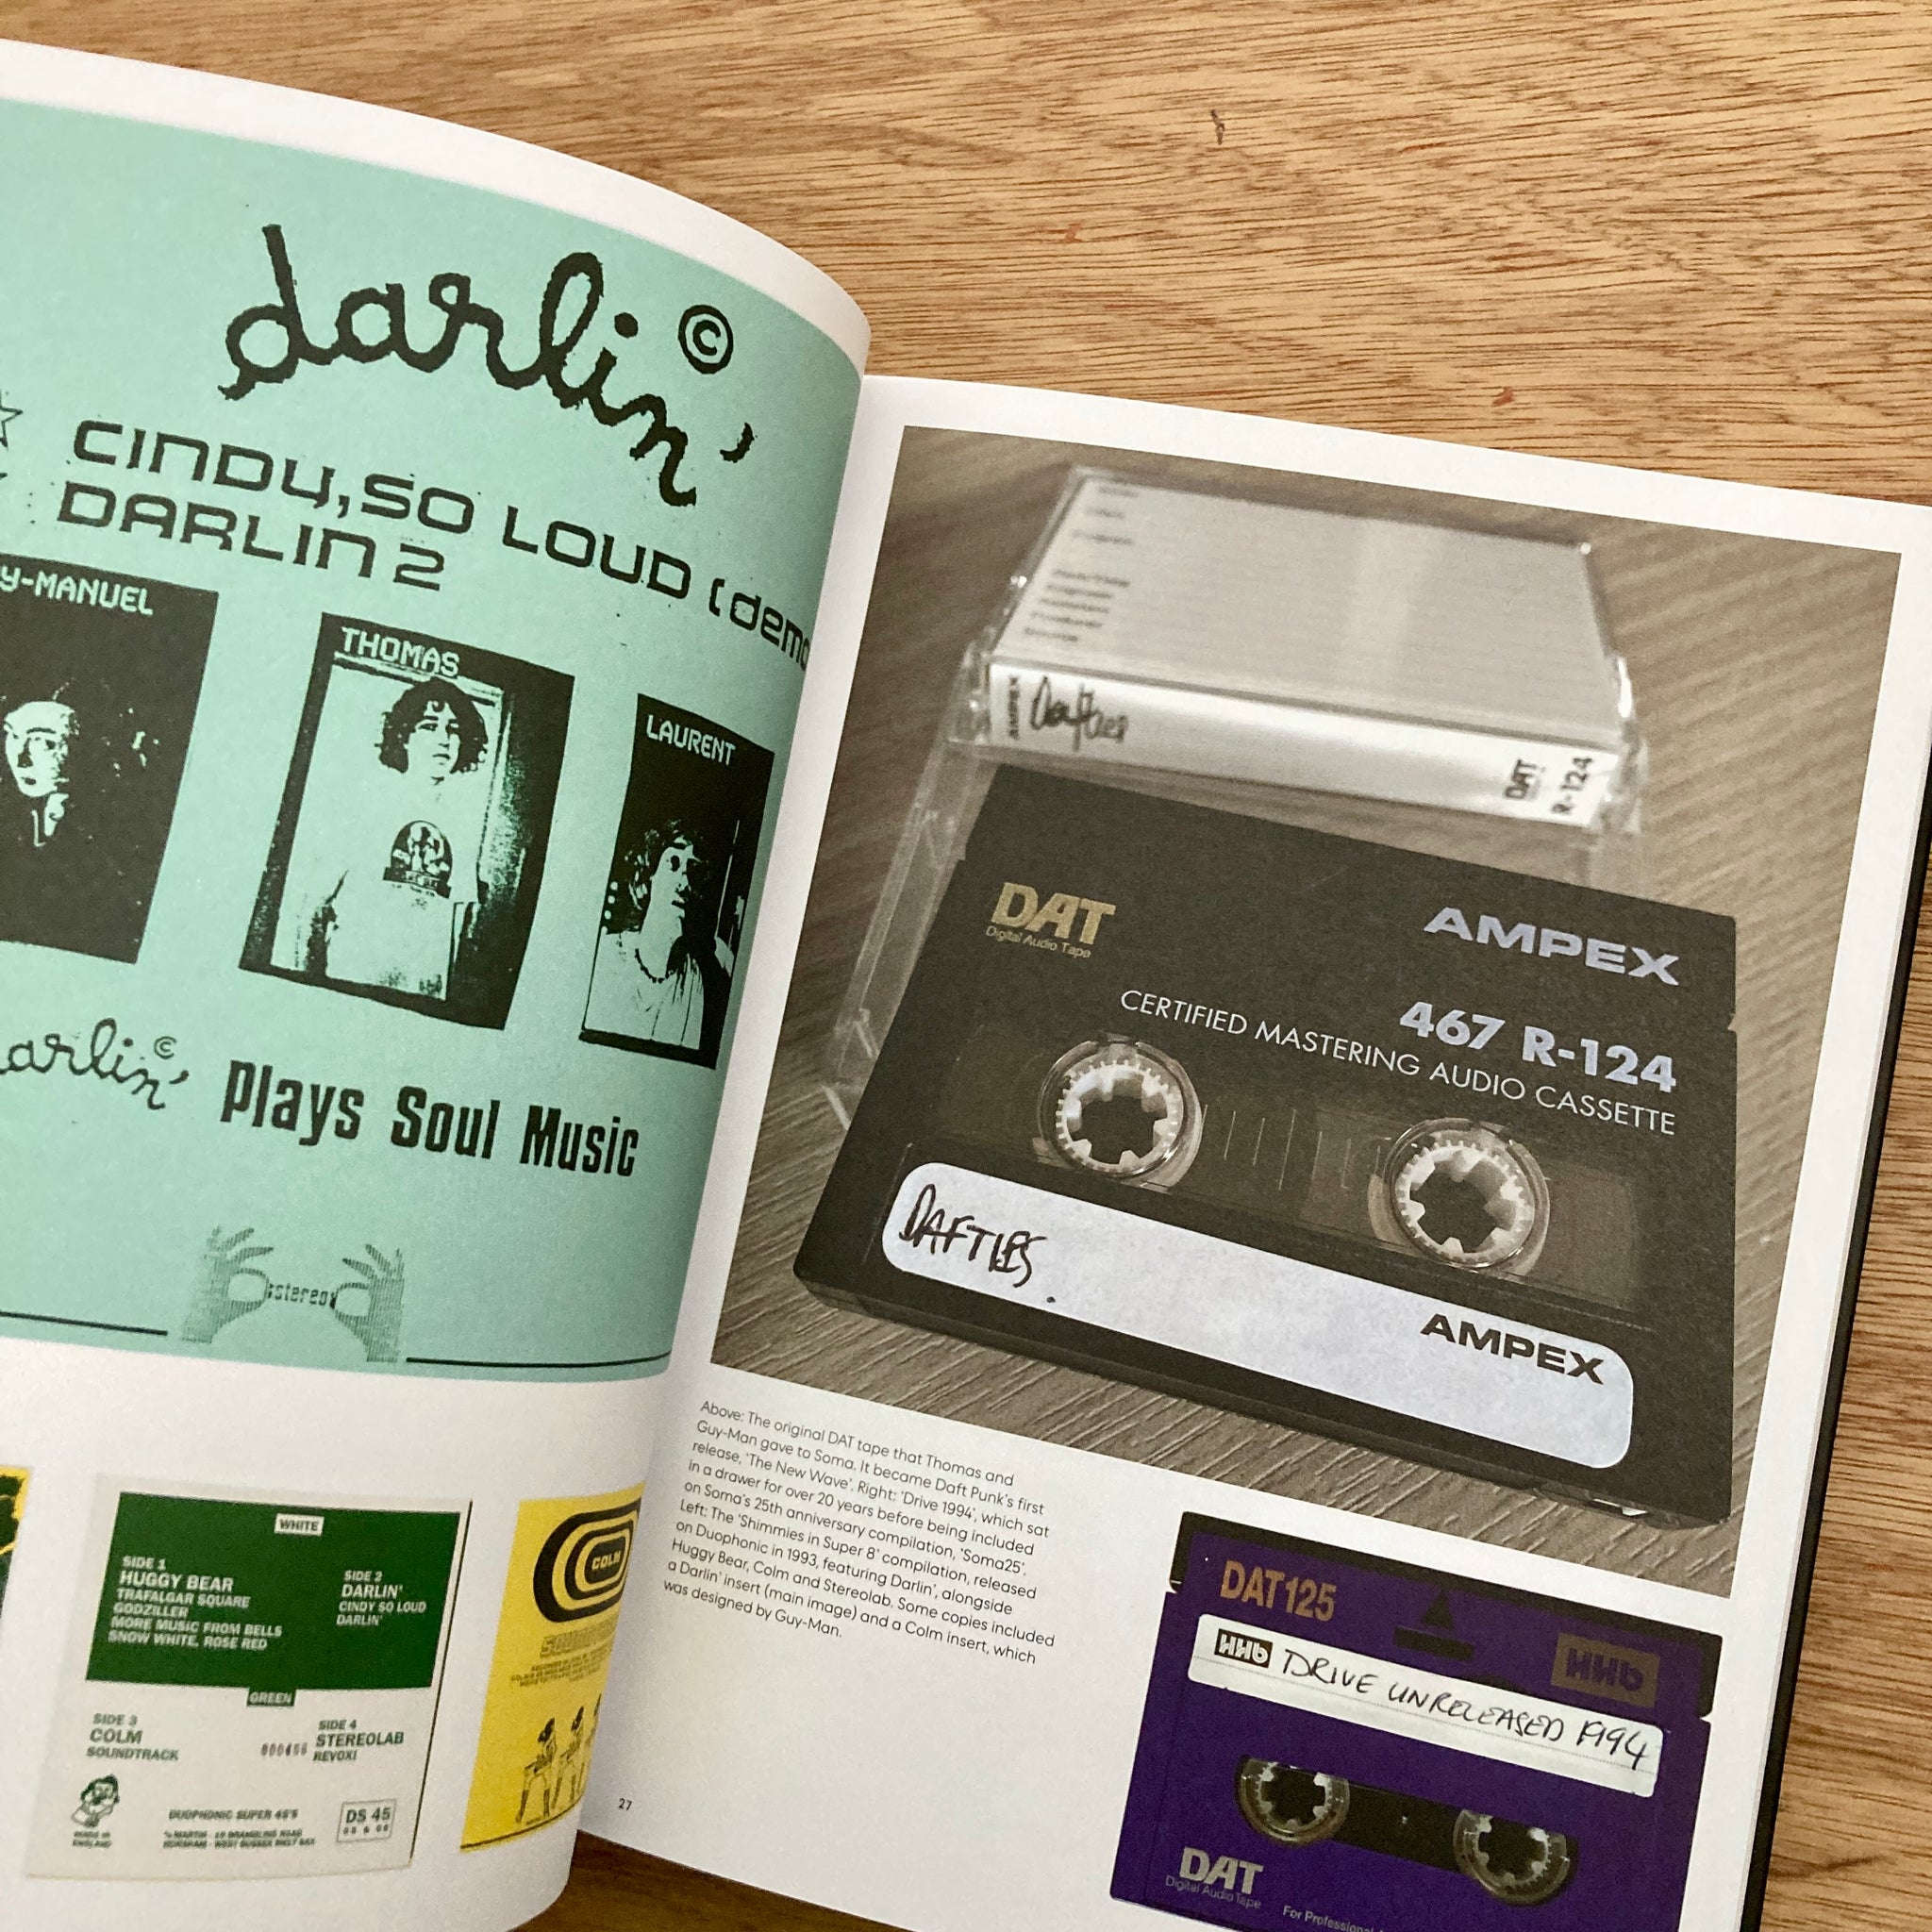 darlin'©
CINDY, SO LOUD (demo
DARLIN 2
Y-MANUEL
THOMAS
LAURENT
arlin'© Plays Soul Music
stereo
WHITE
SIDE 1
HUGGY BEAR
TRAFALGAR SQUARE
GODZILLER
MORE MUSIC FROM BELLS
SNOW WHITE, ROSE RED
SIDE 2
DARLIN'
CINDY SO LOUD
DARLIN'
GREEN
SIDE 3
COLM
SOUNDTRACK
SIDE 4
STEREOLAB
REVOX!
MADE IN
ENGLAND
DUOPHONIC SUPER 45'S
DS 45
COLM
AMPEX
DAT
R-124
DAT
Digital Audio Tape
AMPEX
467 R-124
CERTIFIED MASTERING AUDIO CASSETTE
DAFTIES.
AMPEX
Above: The original DAT tape that Thomas and
Guy-Man gave to Soma. It became Daft Punk's first
release, 'The New Wave'. Right: 'Drive 1994', which sat
in a drawer for over 20 years before being included
on Soma's 25th anniversary compilation, 'Soma25'.
Left: The 'Shimmies in Super 8' compilation, released
on Duophonic in 1993, featuring Darlin', alongside
Huggy Bear, Colm and Stereolab. Some copies included
a Darlin' insert (main image) and a Colm insert, which
was designed by Guy-Man.
27
DAT125
HHb
HHb DRIVE UNRELEASED 1994
DAT
Digital Audio Tape
For Professional